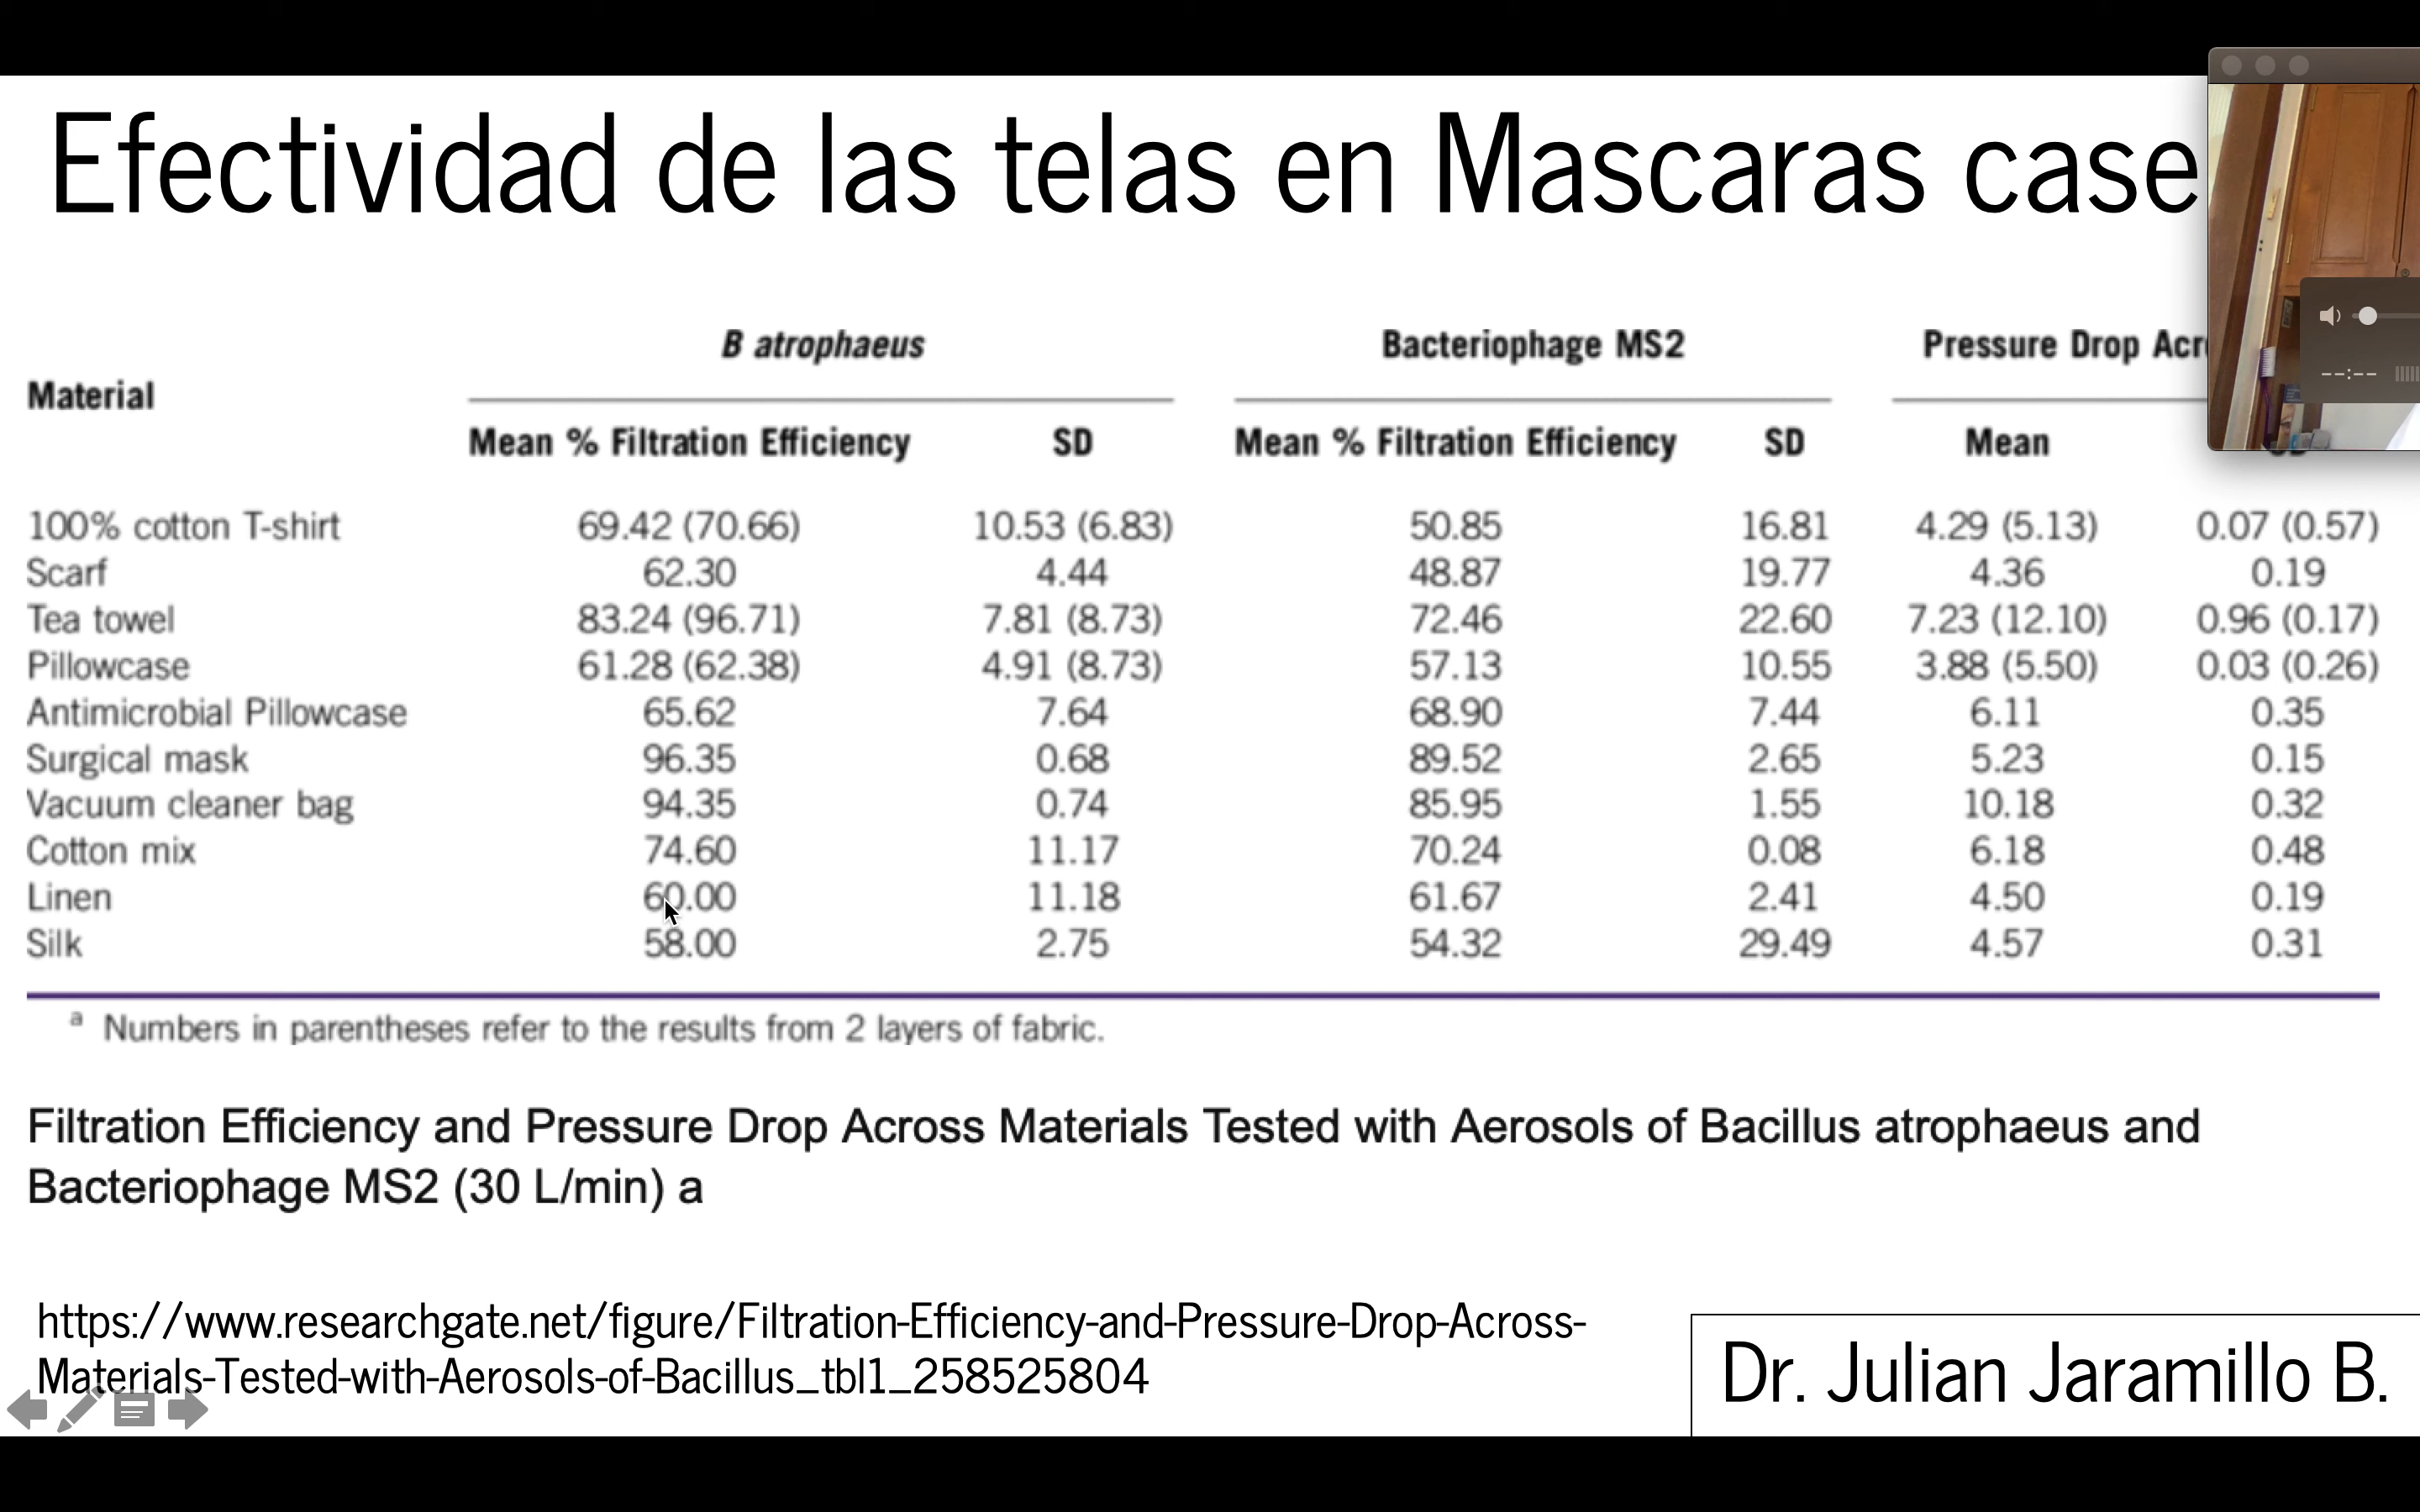 Efectividad de las telas en Mascaras case
B atrophaeus Bacteriophage MS2 Pressure Drop Acr
Material
Mean % Filtration Efficiency SD Mean % Filtration Efficiency SD Mean
100% cotton T-shirt 69.42 (70.66) 10.53 (6.83) 50.85 16.81 4.29 (5.13) 0.07 (0.57)
Scarf 62.30 4.44 48.87 19.77 4.36 0.19
Tea towel 83.24 (96.71) 7.81 (8.73) 72.46 22.60 7.23 (12.10) 0.96 (0.17)
Pillowcase 61.28 (62.38) 4.91 (8.73) 57.13 10.55 3.88 (5.50) 0.03 (0.26)
Antimicrobial Pillowcase 65.62 7.64 68.90 7.44 6.11 0.35
Surgical mask 96.35 0.68 89.52 2.65 5.23 0.15
Vacuum cleaner bag 94.35 0.74 85.95 1.55 10.18 0.32
Cotton mix 74.60 11.17 70.24 0.08 6.18 0.48
Linen 60.00 11.18 61.67 2.41 4.50 0.19
Silk 58.00 2.75 54.32 29.49 4.57 0.31
a Numbers in parentheses refer to the results from 2 layers of fabric.
Filtration Efficiency and Pressure Drop Across Materials Tested with Aerosols of Bacillus atrophaeus and
Bacteriophage MS2 (30 L/min) a
https://www.researchgate.net/figure/Filtration-Efficiency-and-Pressure-Drop-Across-
Materials-Tested-with-Aerosols-of-Bacillus_tbl1_258525804
Dr. Julian Jaramillo B.
--:--